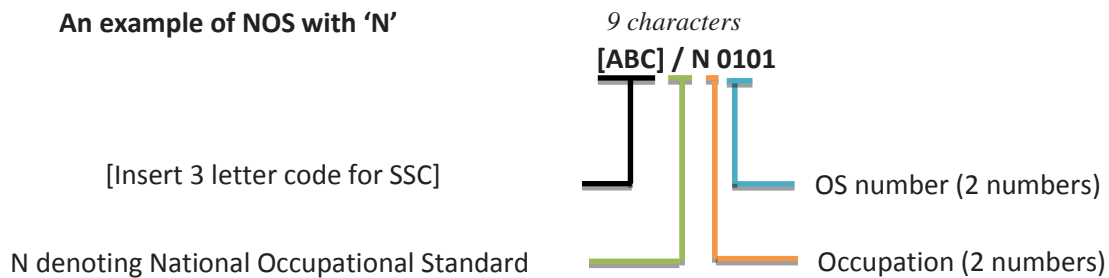 An example of NOS with ‘N’
9 characters
[ABC] / N 0101
[Insert 3 letter code for SSC]
OS number (2 numbers)
N denoting National Occupational Standard
Occupation (2 numbers)